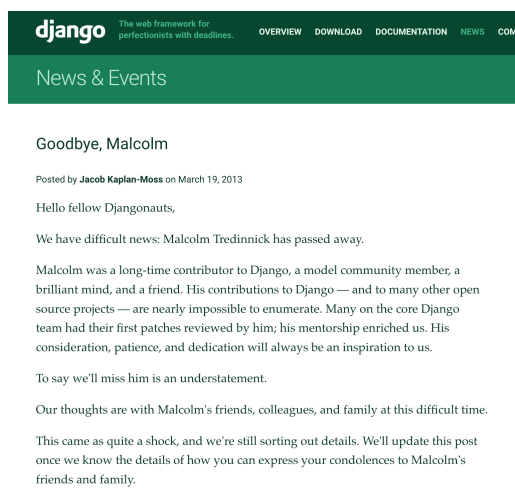 django
The web framework for
perfectionists with deadlines.
OVERVIEW DOWNLOAD DOCUMENTATION NEWS
News & Events
Goodbye, Malcolm
Posted by Jacob Kaplan-Moss on March 19, 2013
Hello fellow Djangonauts,
We have difficult news: Malcolm Tredinnick has passed away.
Malcolm was a long-time contributor to Django, a model community member, a
brilliant mind, and a friend. His contributions to Django — and to many other open
source projects — are nearly impossible to enumerate. Many on the core Django
team had their first patches reviewed by him; his mentorship enriched us. His
consideration, patience, and dedication will always be an inspiration to us.
To say we'll miss him is an understatement.
Our thoughts are with Malcolm's friends, colleagues, and family at this difficult time.
This came as quite a shock, and we're still sorting out details. We'll update this post
once we know the details of how you can express your condolences to Malcolm's
friends and family.